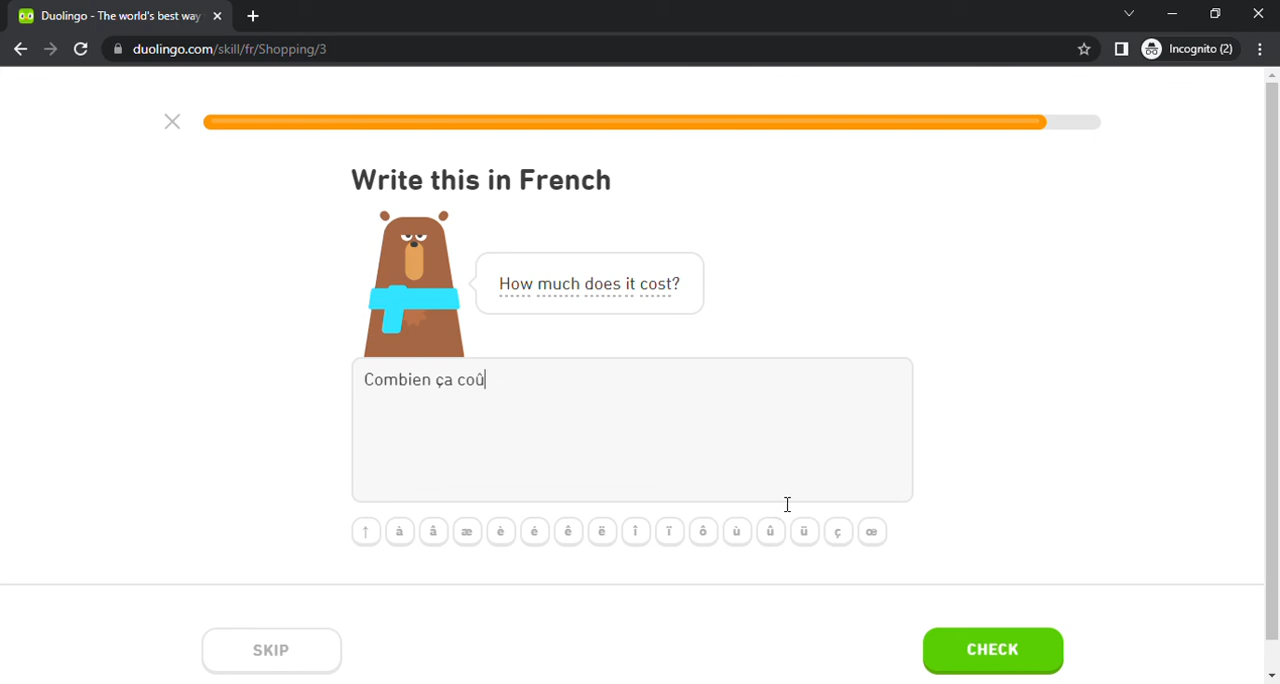 Duolingo - The world's best way
duolingo.com/skill/fr/Shopping/3
Incognito (2)
Write this in French
How much does it cost?
Combien ça coû
↑ à â æ è é ê ë î ï ô ù û ü ç œ
SKIP
CHECK